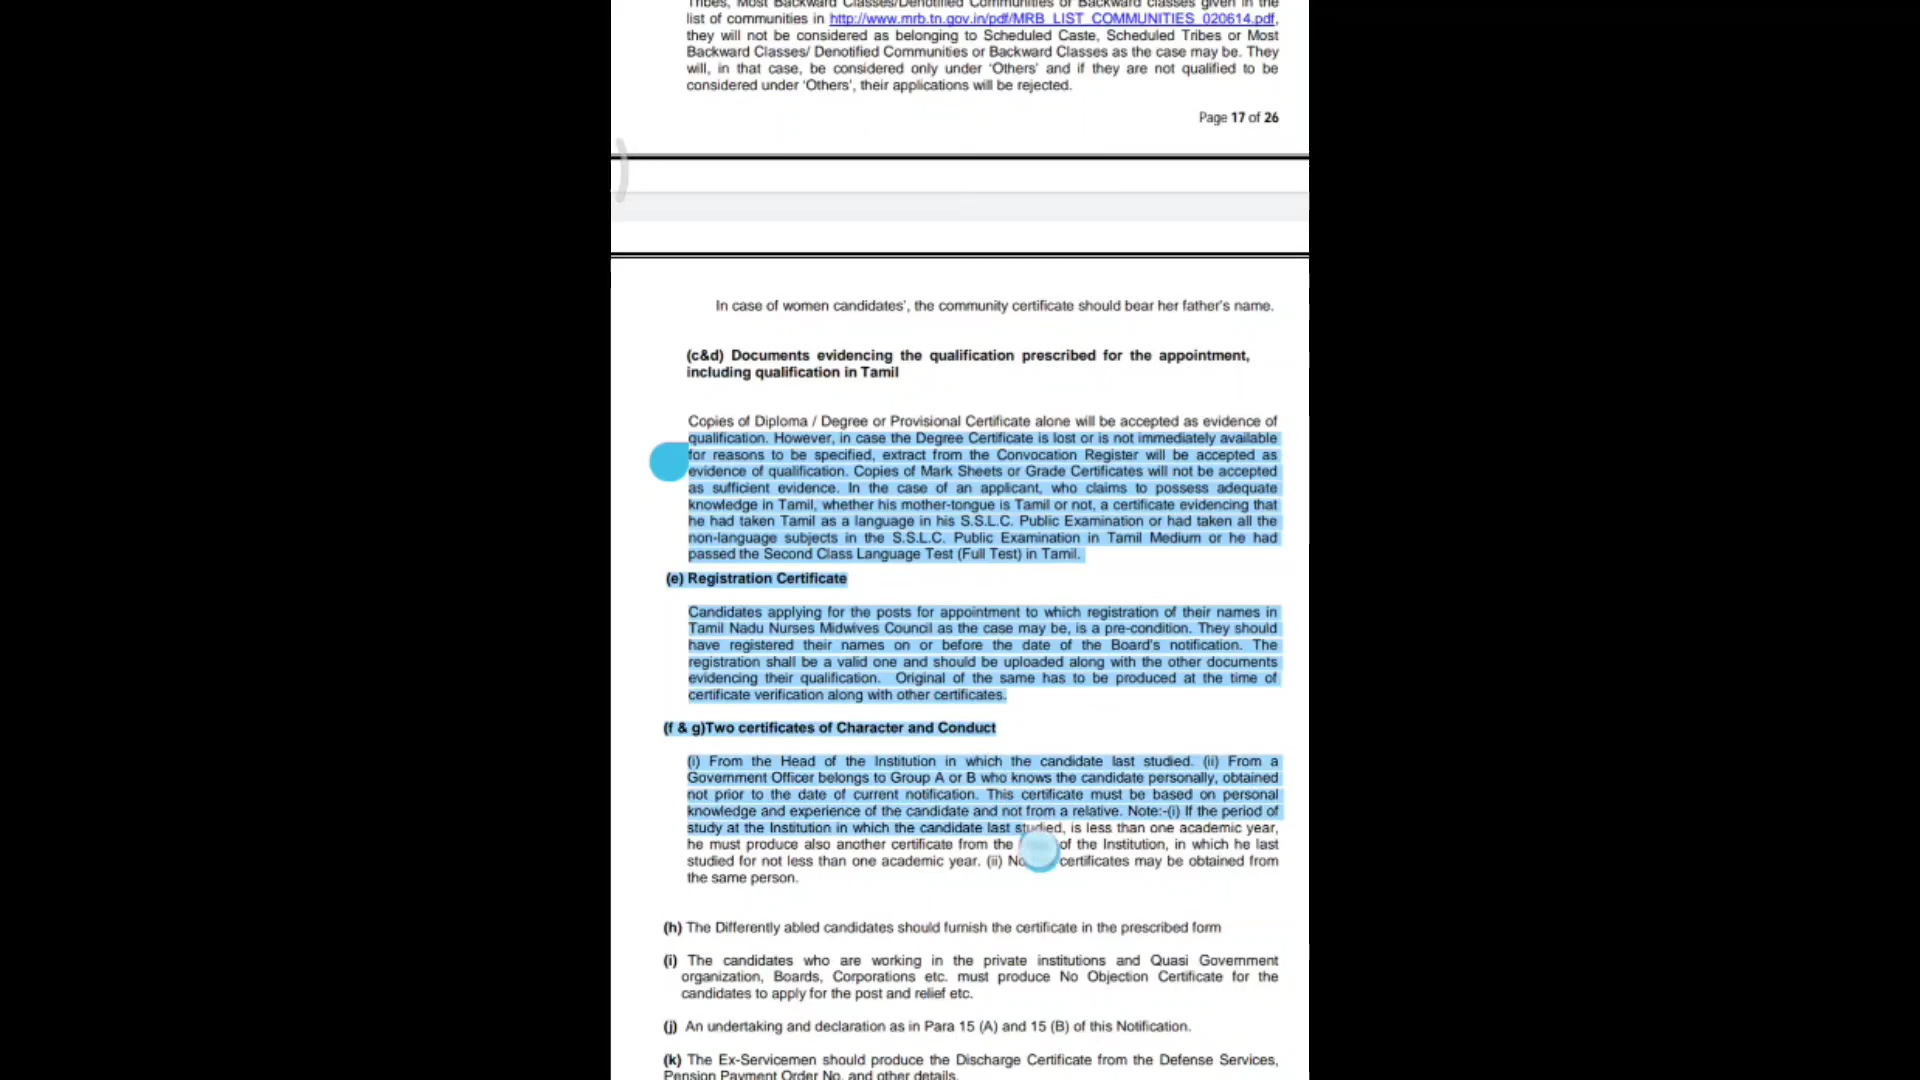 Tribes, Most Backward Classes/Denotified Communities or Backward classes given in the
list of communities in http://www.mrb.tn.gov.in/pdf/MRB_LIST_COMMUNITIES_020614.pdf,
they will not be considered as belonging to Scheduled Caste, Scheduled Tribes or Most
Backward Classes/ Denotified Communities or Backward Classes as the case may be. They
will, in that case, be considered only under ‘Others’ and if they are not qualified to be
considered under ‘Others’, their applications will be rejected.
Page 17 of 26
In case of women candidates’, the community certificate should bear her father’s name.
(c&d) Documents evidencing the qualification prescribed for the appointment,
including qualification in Tamil
Copies of Diploma / Degree or Provisional Certificate alone will be accepted as evidence of
qualification. However, in case the Degree Certificate is lost or is not immediately available
for reasons to be specified, extract from the Convocation Register will be accepted as
evidence of qualification. Copies of Mark Sheets or Grade Certificates will not be accepted
as sufficient evidence. In the case of an applicant, who claims to possess adequate
knowledge in Tamil, whether his mother-tongue is Tamil or not, a certificate evidencing that
he had taken Tamil as a language in his S.S.L.C. Public Examination or had taken all the
non-language subjects in the S.S.L.C. Public Examination in Tamil Medium or he had
passed the Second Class Language Test (Full Test) in Tamil.
(e) Registration Certificate
Candidates applying for the posts for appointment to which registration of their names in
Tamil Nadu Nurses Midwives Council as the case may be, is a pre-condition. They should
have registered their names on or before the date of the Board’s notification. The
registration shall be a valid one and should be uploaded along with the other documents
evidencing their qualification. Original of the same has to be produced at the time of
certificate verification along with other certificates.
(f & g)Two certificates of Character and Conduct
(i) From the Head of the Institution in which the candidate last studied. (ii) From a
Government Officer belongs to Group A or B who knows the candidate personally, obtained
not prior to the date of current notification. This certificate must be based on personal
knowledge and experience of the candidate and not from a relative. Note:-(i) If the period of
study at the Institution in which the candidate last studied, is less than one academic year,
he must produce also another certificate from the of the Institution, in which he last
studied for not less than one academic year. (ii) certificates may be obtained from
the same person.
(h) The Differently abled candidates should furnish the certificate in the prescribed form
(i) The candidates who are working in the private institutions and Quasi Government
organization, Boards, Corporations etc. must produce No Objection Certificate for the
candidates to apply for the post and relief etc.
(j) An undertaking and declaration as in Para 15 (A) and 15 (B) of this Notification.
(k) The Ex-Servicemen should produce the Discharge Certificate from the Defense Services,
Pension Payment Order No. and other details.